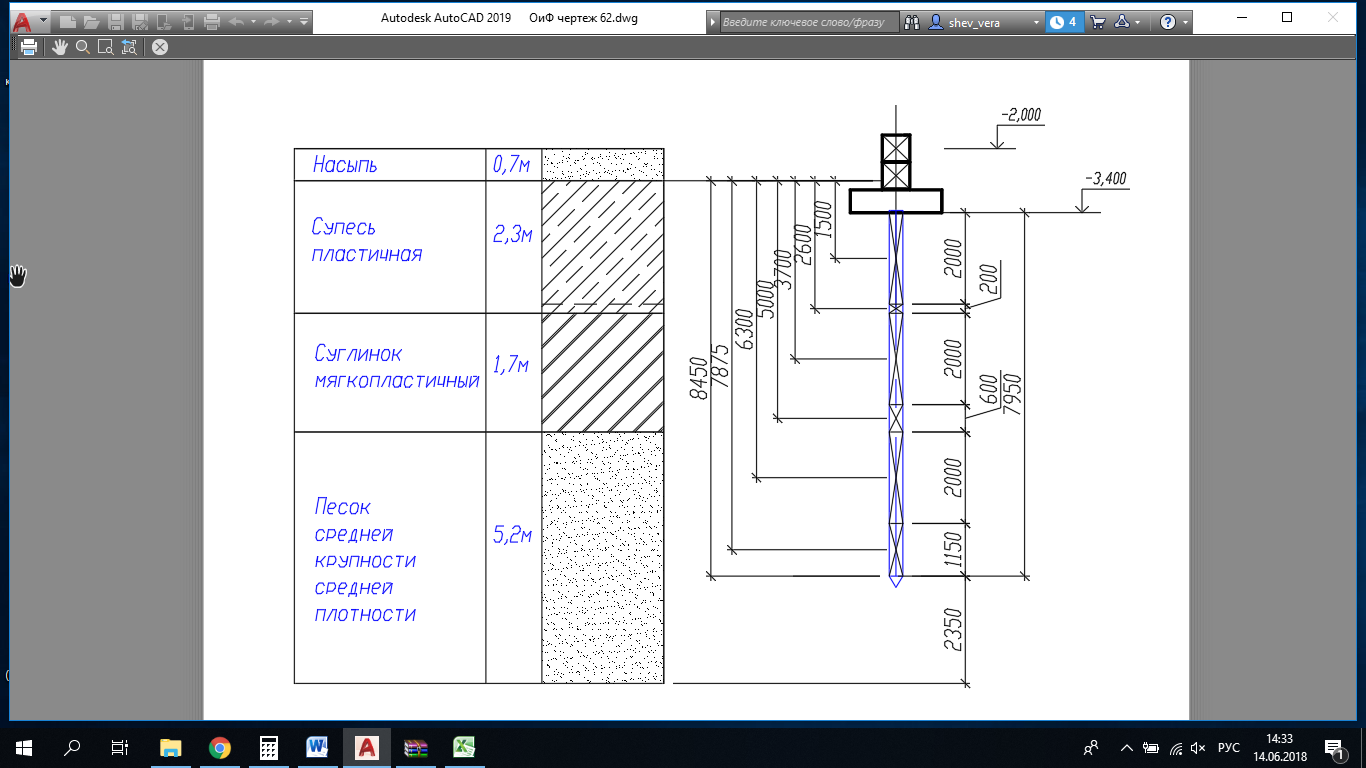 Autodesk AutoCAD 2019 ОиФ чертеж 62.dwg
Введите ключевое слово/фразу
shev_vera
4
Насыпь 0,7м
Супесь
пластичная
2,3м
Суглинок
мягкопластичный
1,7м
Песок
средней
крупности
средней
плотности
5,2м
-2,000
-3,400
8450
7875
6300
5000
3700
2600
1500
2000
200
2000
600
7950
2000
1150
2350
РУС
14:33
14.06.2018
1